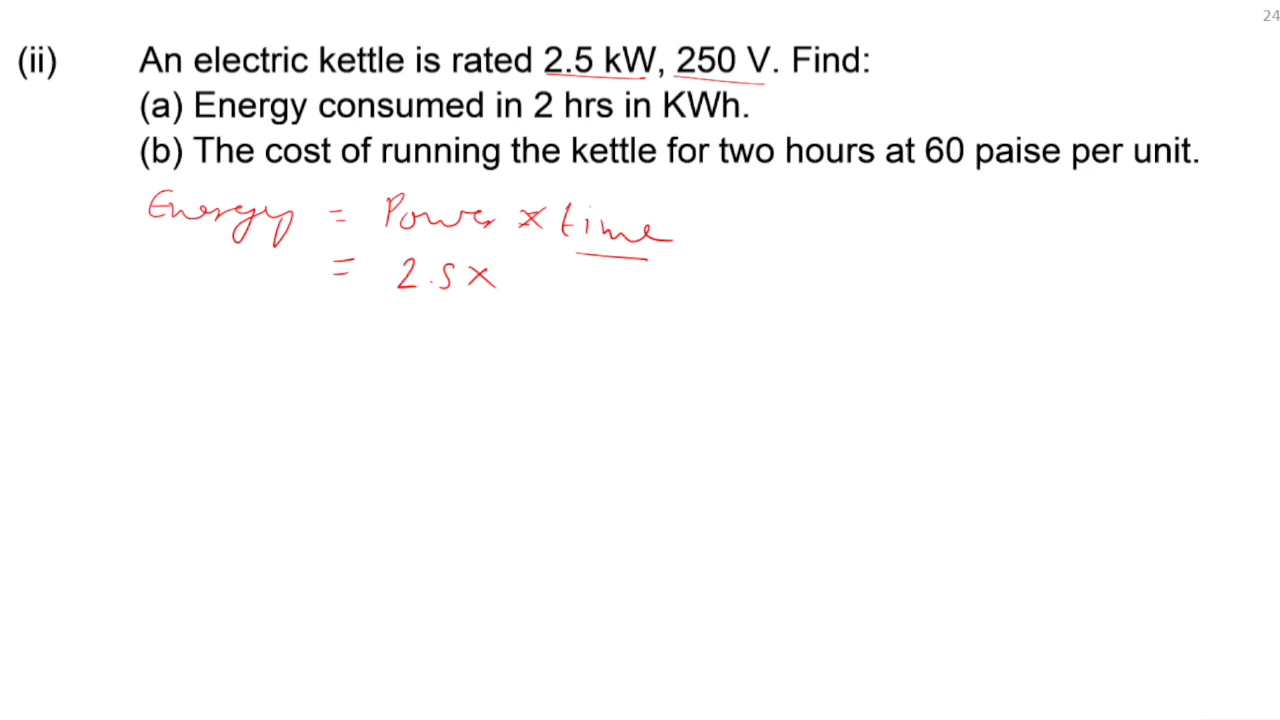 24
(ii) An electric kettle is rated 2.5 kW, 250 V. Find:
(a) Energy consumed in 2 hrs in KWh.
(b) The cost of running the kettle for two hours at 60 paise per unit.
Energy = Power × time
= 2.5 ×